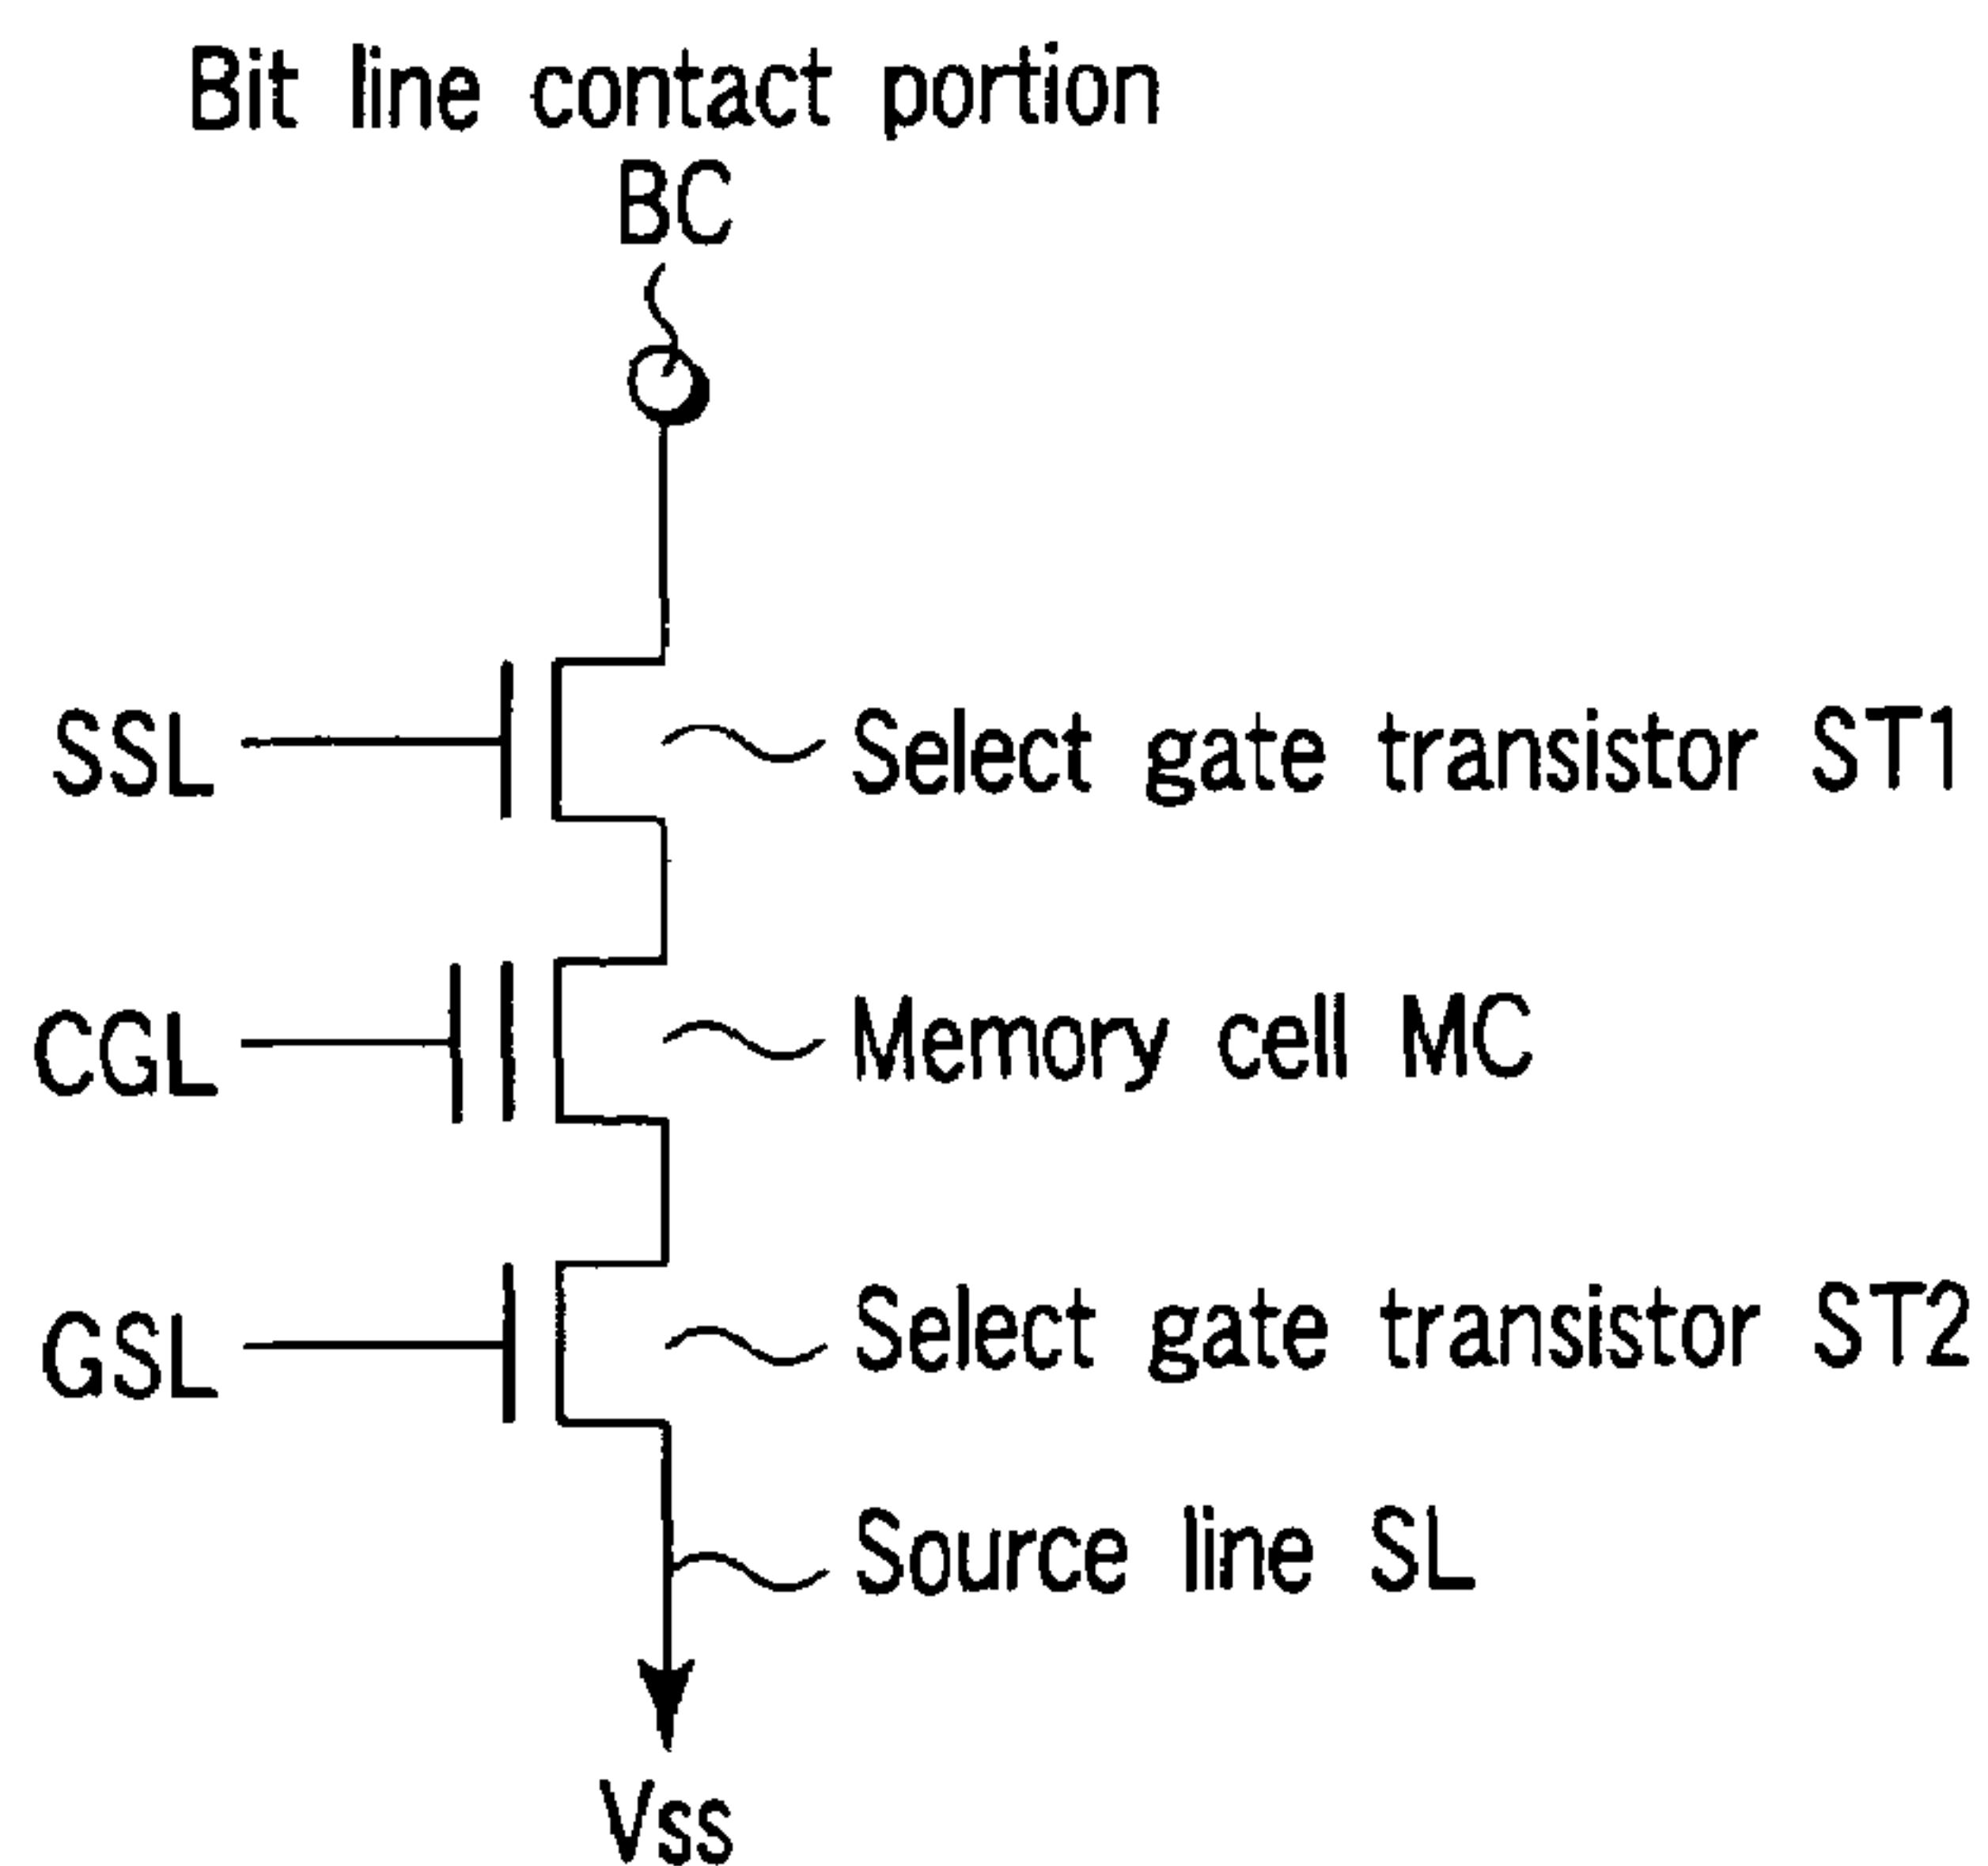 Bit line contact portion
BC
SSL
Select gate transistor ST1
CGL
Memory cell MC
GSL
Select gate transistor ST2
Source line SL
Vss